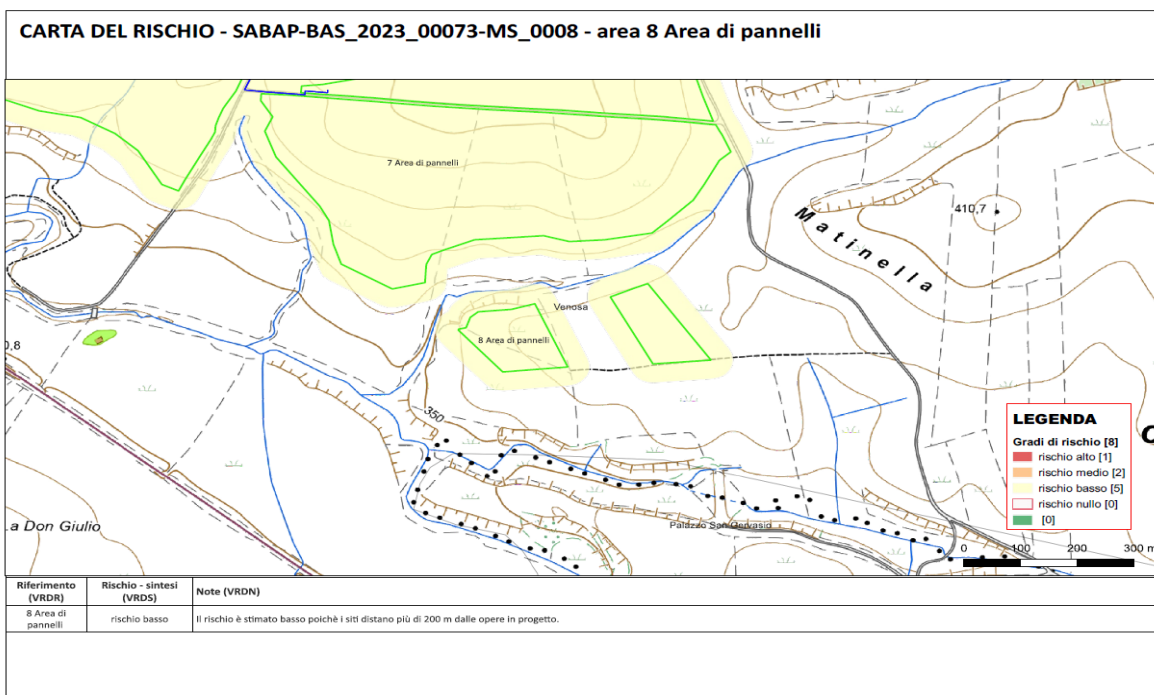 CARTA DEL RISCHIO - SABAP-BAS_2023_00073-MS_0008 - area 8 Area di pannelli
7 Area di pannelli
410,7
Matinella
Venosa
8 Area di pannelli
0,8
350
LEGENDA
Gradi di rischio [8]
rischio alto [1]
rischio medio [2]
rischio basso [5]
rischio nullo [0]
[0]
a Don Giulio
Palazzo San Gervasio
0 100 200 300 m
Riferimento (VRDR) Rischio - sintesi (VRDS) Note (VRDN)
8 Area di pannelli rischio basso Il rischio è stimato basso poichè i siti distano più di 200 m dalle opere in progetto.